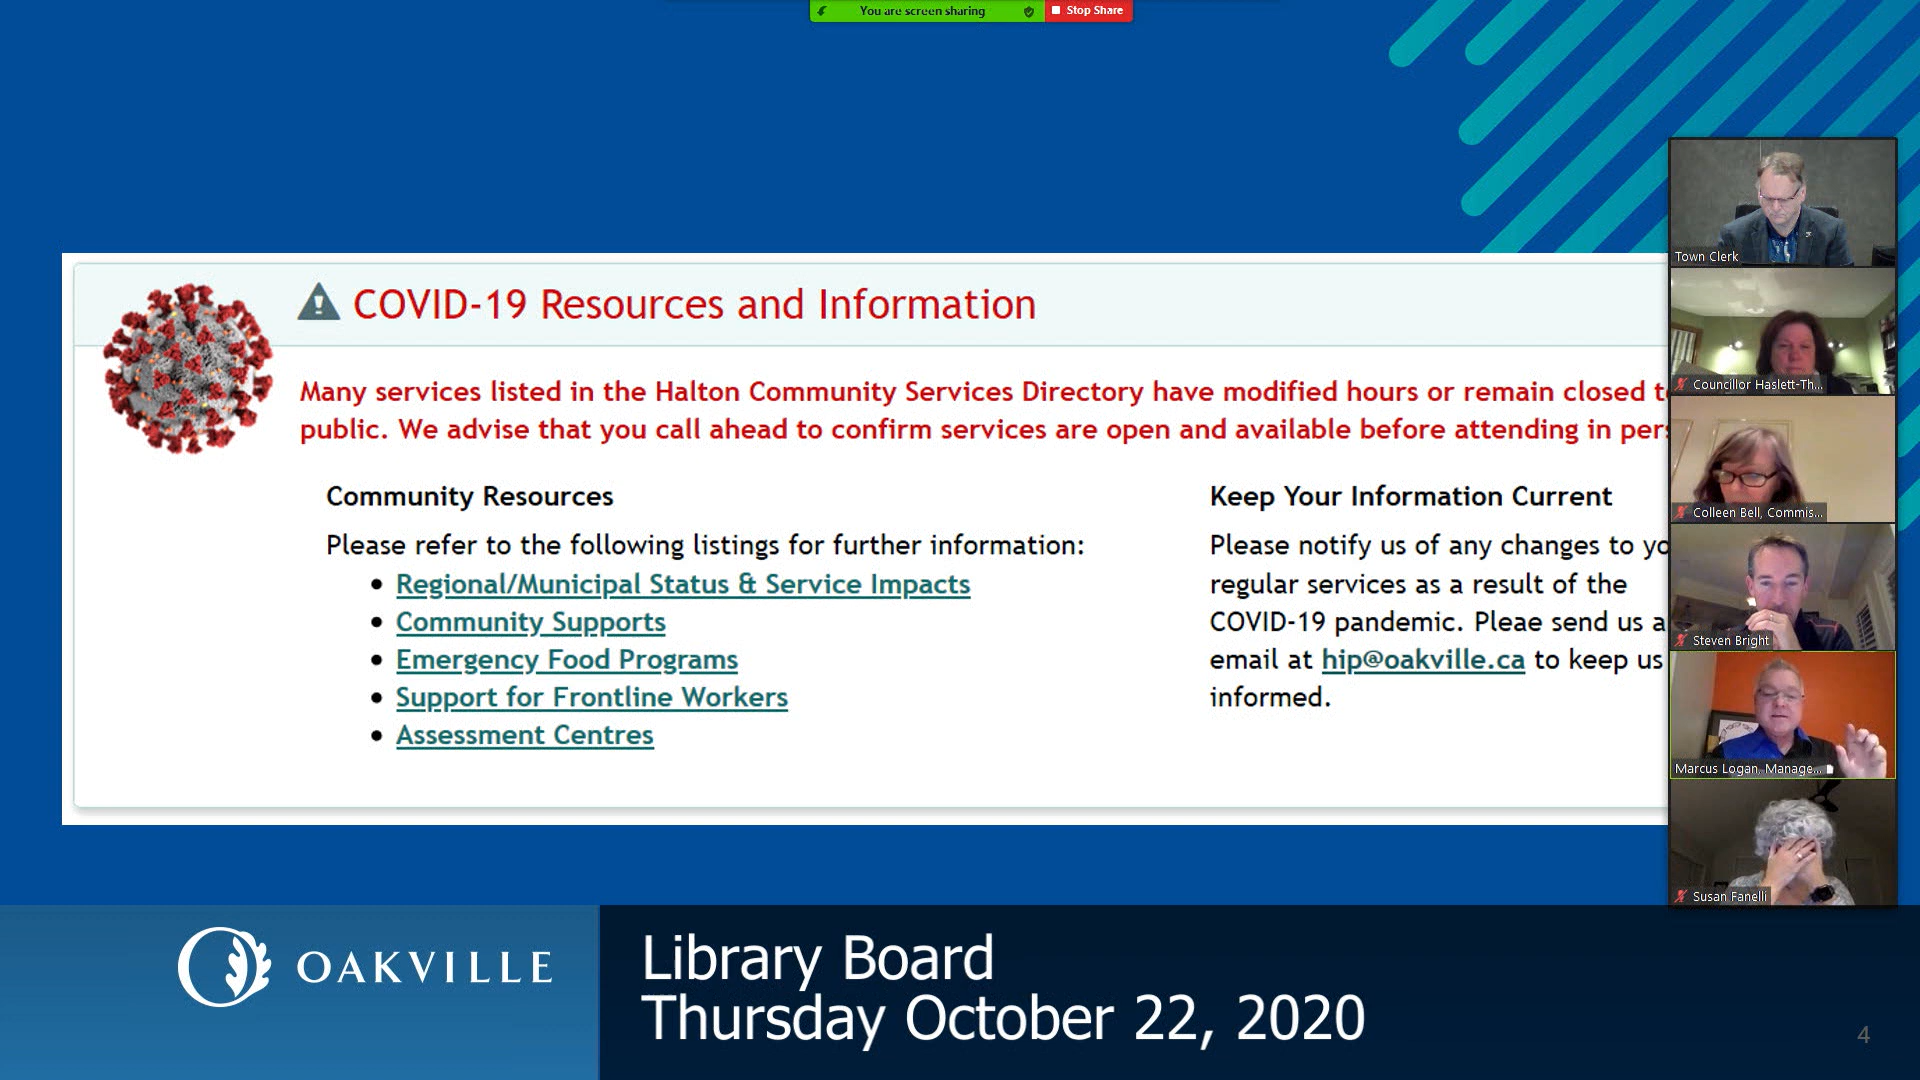 You are screen sharing
Stop Share
COVID-19 Resources and Information
Many services listed in the Halton Community Services Directory have modified hours or remain closed t
public. We advise that you call ahead to confirm services are open and available before attending in per
Community Resources
Please refer to the following listings for further information:
• Regional/Municipal Status & Service Impacts
• Community Supports
• Emergency Food Programs
• Support for Frontline Workers
• Assessment Centres
Keep Your Information Current
Please notify us of any changes to yo
regular services as a result of the
COVID-19 pandemic. Pleae send us a
email at hip@oakville.ca to keep us
informed.
Town Clerk
Councillor Haslett-Th...
Colleen Bell, Commis...
Steven Bright
Marcus Logan, Manage...
Susan Fanelli
OAKVILLE
Library Board
Thursday October 22, 2020
4